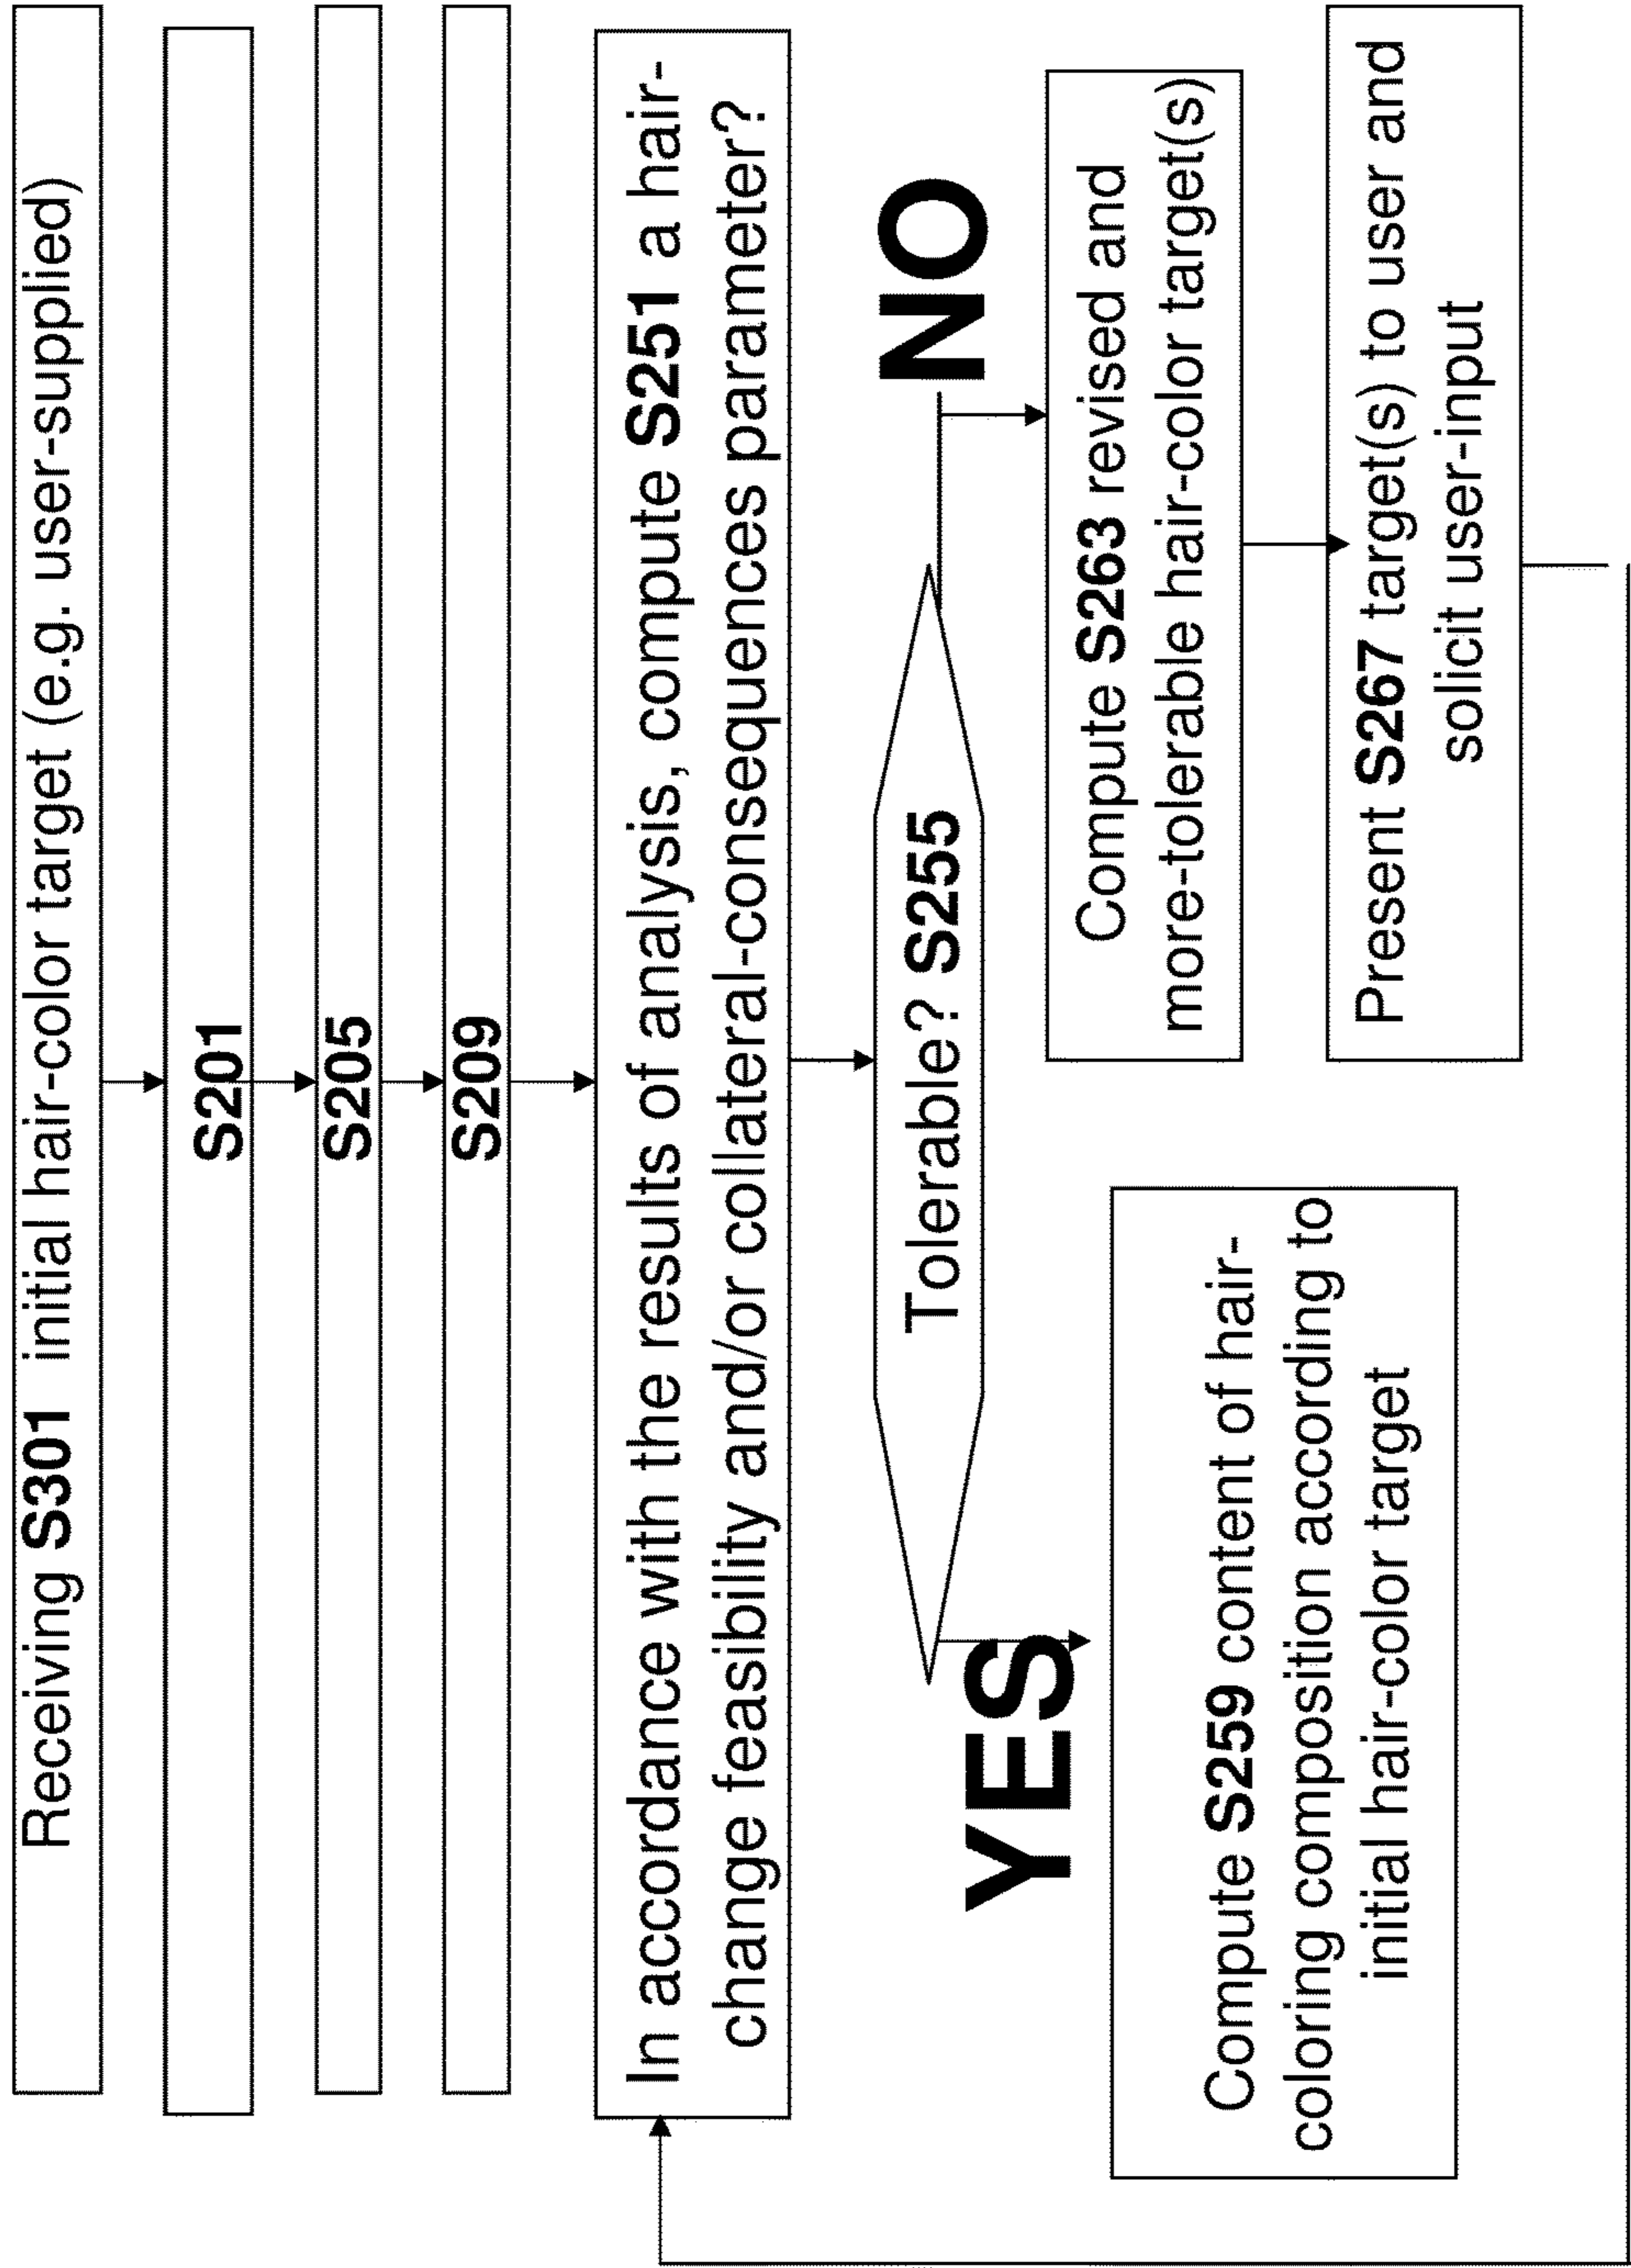 Receiving S301 initial hair-color target (e.g. user-supplied)
S201
S205
S209
In accordance with the results of analysis, compute S251 a hair-
change feasibility and/or collateral-consequences parameter?
Tolerable? S255
NO
YES
Compute S263 revised and
more-tolerable hair-color target(s)
Compute S259 content of hair-
coloring composition according to
initial hair-color target
Present S267 target(s) to user and
solicit user-input